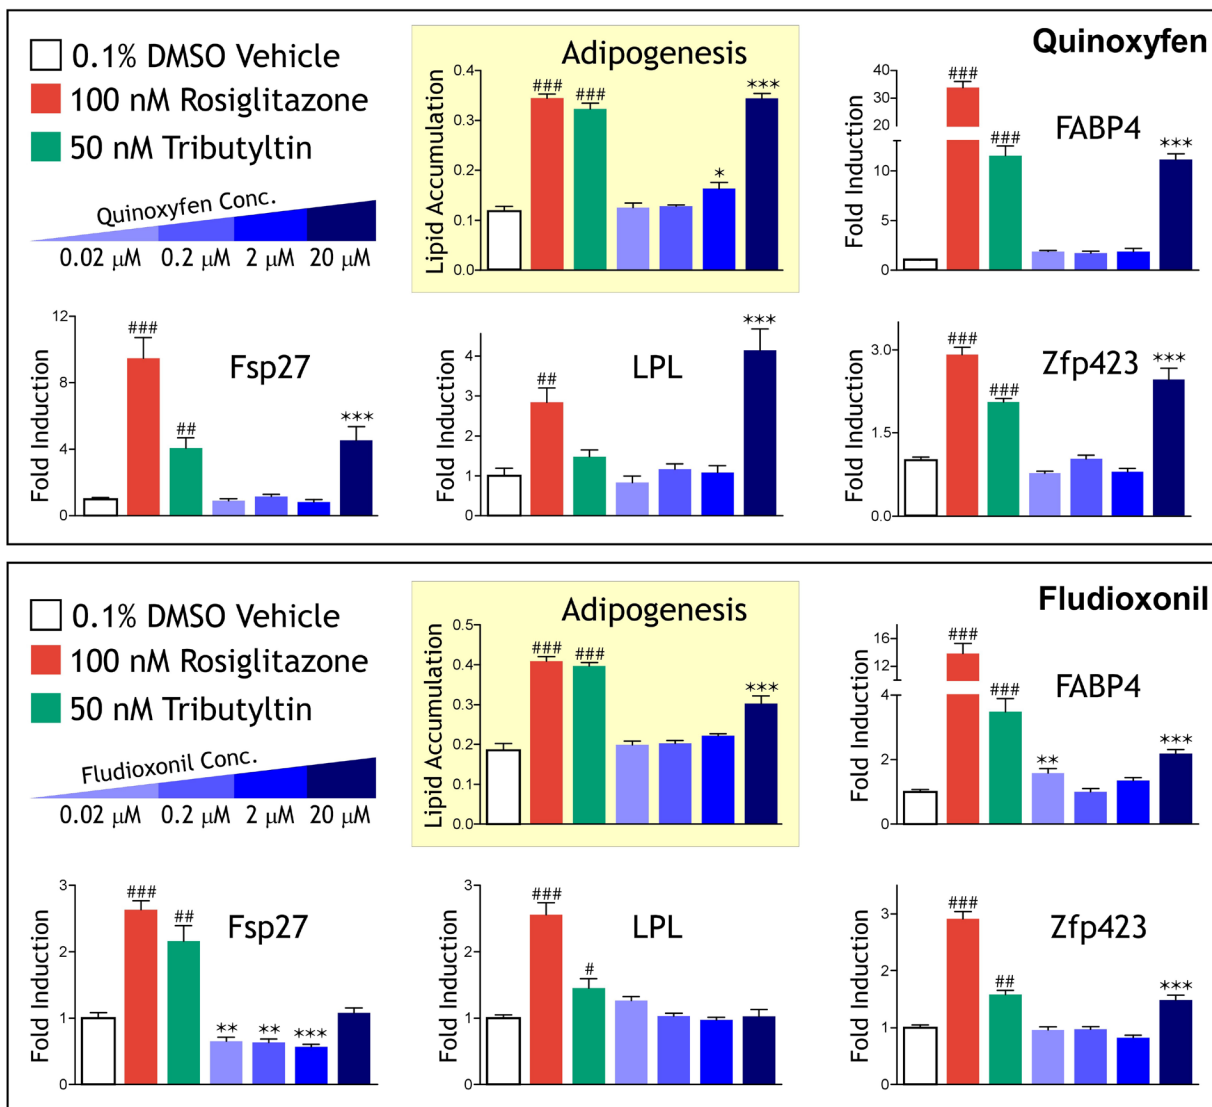 Quinoxyfen
0.1% DMSO Vehicle
100 nM Rosiglitazone
50 nM Tributyltin
Quinoxyfen Conc.
0.02 µM 0.2 µM 2 µM 20 µM
Adipogenesis
Lipid Accumulation
0.4
0.3
0.2
0.1
0.0
###
###
*
***
FABP4
Fold Induction
40
30
20
10
5
0
###
###
***
Fsp27
Fold Induction
12
8
4
0
###
##
***
LPL
Fold Induction
4
3
2
1
0
##
***
Zfp423
Fold Induction
3.0
1.5
0.0
###
###
***
Fludioxonil
0.1% DMSO Vehicle
100 nM Rosiglitazone
50 nM Tributyltin
Fludioxonil Conc.
0.02 µM 0.2 µM 2 µM 20 µM
Adipogenesis
Lipid Accumulation
0.5
0.4
0.3
0.2
0.1
0.0
###
###
***
FABP4
Fold Induction
16
12
4
2
0
###
###
**
***
Fsp27
Fold Induction
3
2
1
0
###
##
**
**
***
LPL
Fold Induction
3
2
1
0
###
#
Zfp423
Fold Induction
3
2
1
0
###
##
***